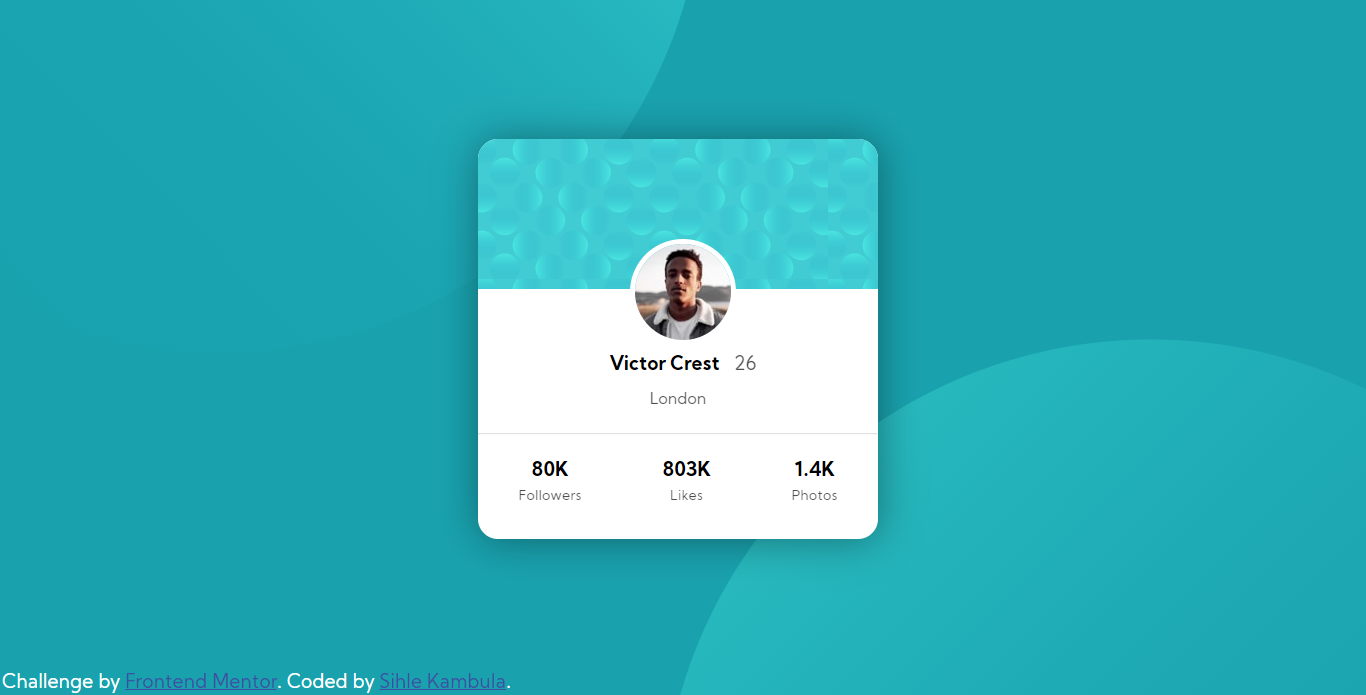 Victor Crest 26
London
80K 803K 1.4K
Followers Likes Photos
Challenge by Frontend Mentor. Coded by Sihle Kambula.